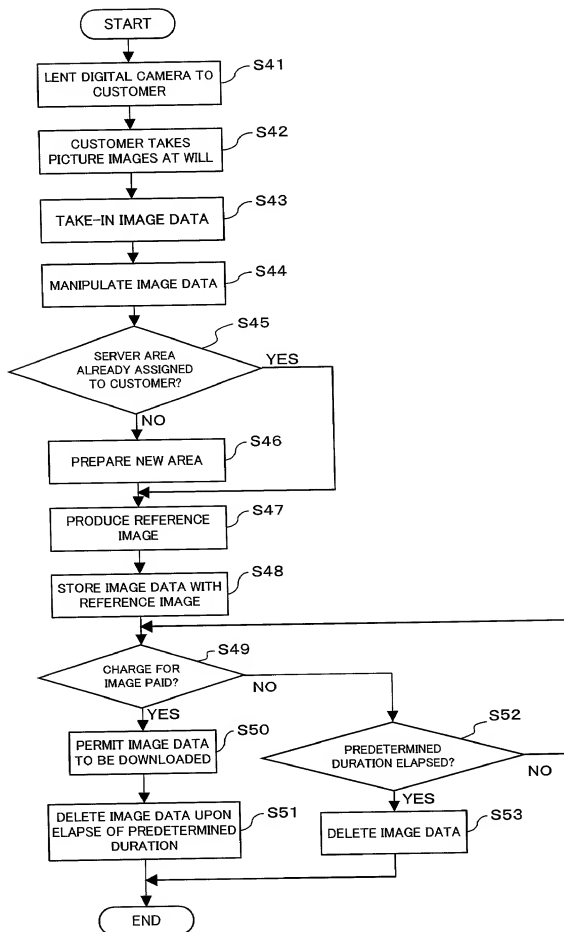 START
LENT DIGITAL CAMERA TO
CUSTOMER
S41
CUSTOMER TAKES
PICTURE IMAGES AT WILL
S42
TAKE-IN IMAGE DATA
S43
MANIPULATE IMAGE DATA
S44
S45
SERVER AREA
ALREADY ASSIGNED
TO CUSTOMER?
YES
NO
PREPARE NEW AREA
S46
PRODUCE REFERENCE
IMAGE
S47
STORE IMAGE DATA WITH
REFERENCE IMAGE
S48
S49
CHARGE FOR
IMAGE PAID?
NO
YES
PERMIT IMAGE DATA
TO BE DOWNLOADED
S50
S52
PREDETERMINED
DURATION ELAPSED?
NO
YES
DELETE IMAGE DATA UPON
ELAPSE OF PREDETERMINED
DURATION
S51
DELETE IMAGE DATA
S53
END